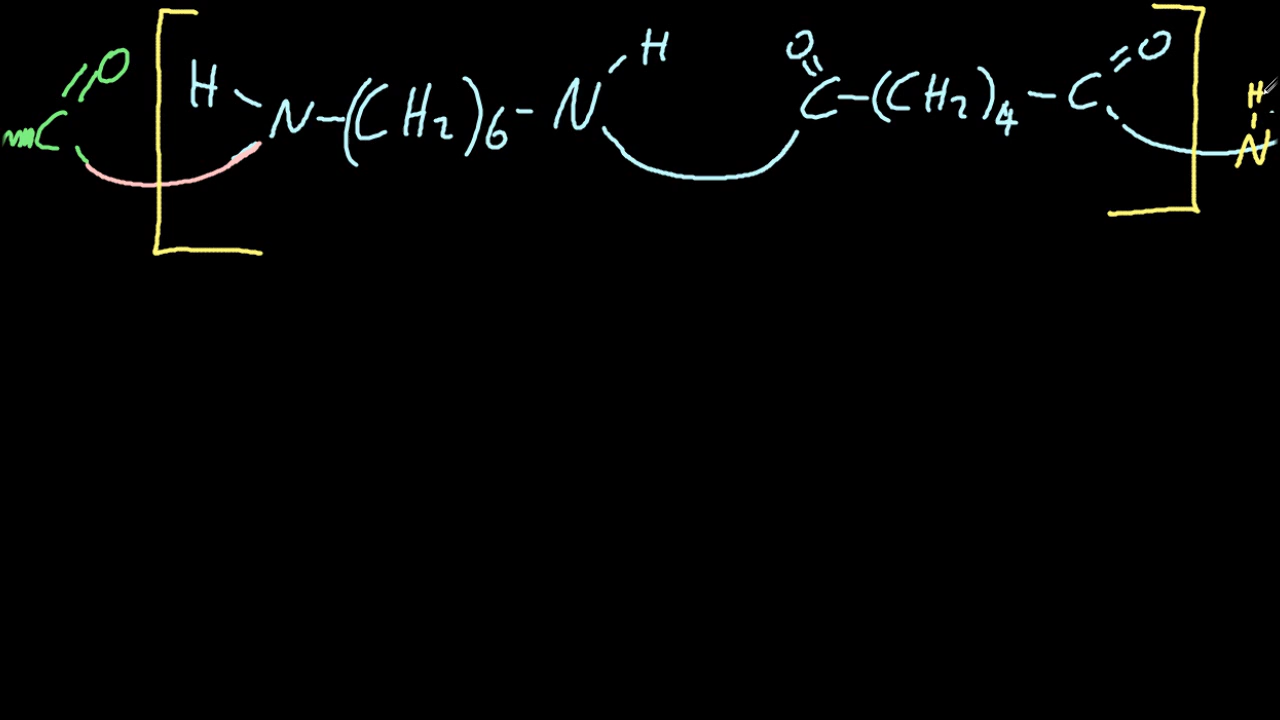 C=O [ H-N-(CH₂)₆-N-H O=C-(CH₂)₄-C=O ] H-N